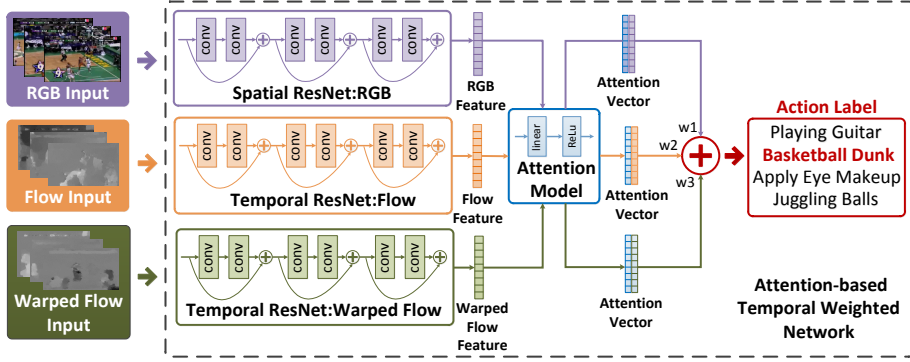 RGB Input
conv conv conv conv conv conv
Spatial ResNet:RGB
RGB
Feature
Attention
Vector
Flow Input
conv conv conv conv conv conv
Temporal ResNet:Flow
Flow
Feature
linear ReLu
Attention
Model
Attention
Vector
Warped Flow
Input
conv conv conv conv conv conv
Temporal ResNet:Warped Flow
Warped
Flow
Feature
Attention
Vector
w1
w2
w3
Action Label
Playing Guitar
Basketball Dunk
Apply Eye Makeup
Juggling Balls
Attention-based
Temporal Weighted
Network